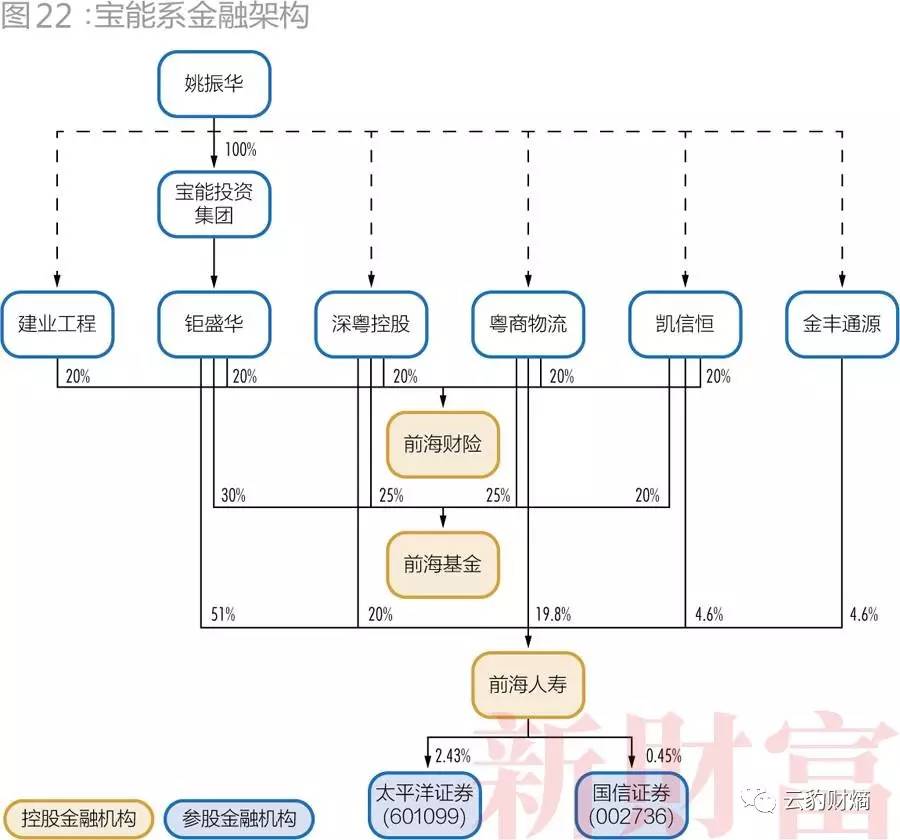 图22:宝能系金融架构
姚振华
100%
宝能投资
集团
建业工程
钜盛华
深粤控股
粤商物流
凯信恒
金丰通源
20%
20%
20%
20%
20%
前海财险
30%
25%
25%
20%
前海基金
51%
20%
19.8%
4.6%
4.6%
前海人寿
2.43%
0.45%
太平洋证券
(601099)
国信证券
(002736)
新财富
控股金融机构
参股金融机构
云豹财熵